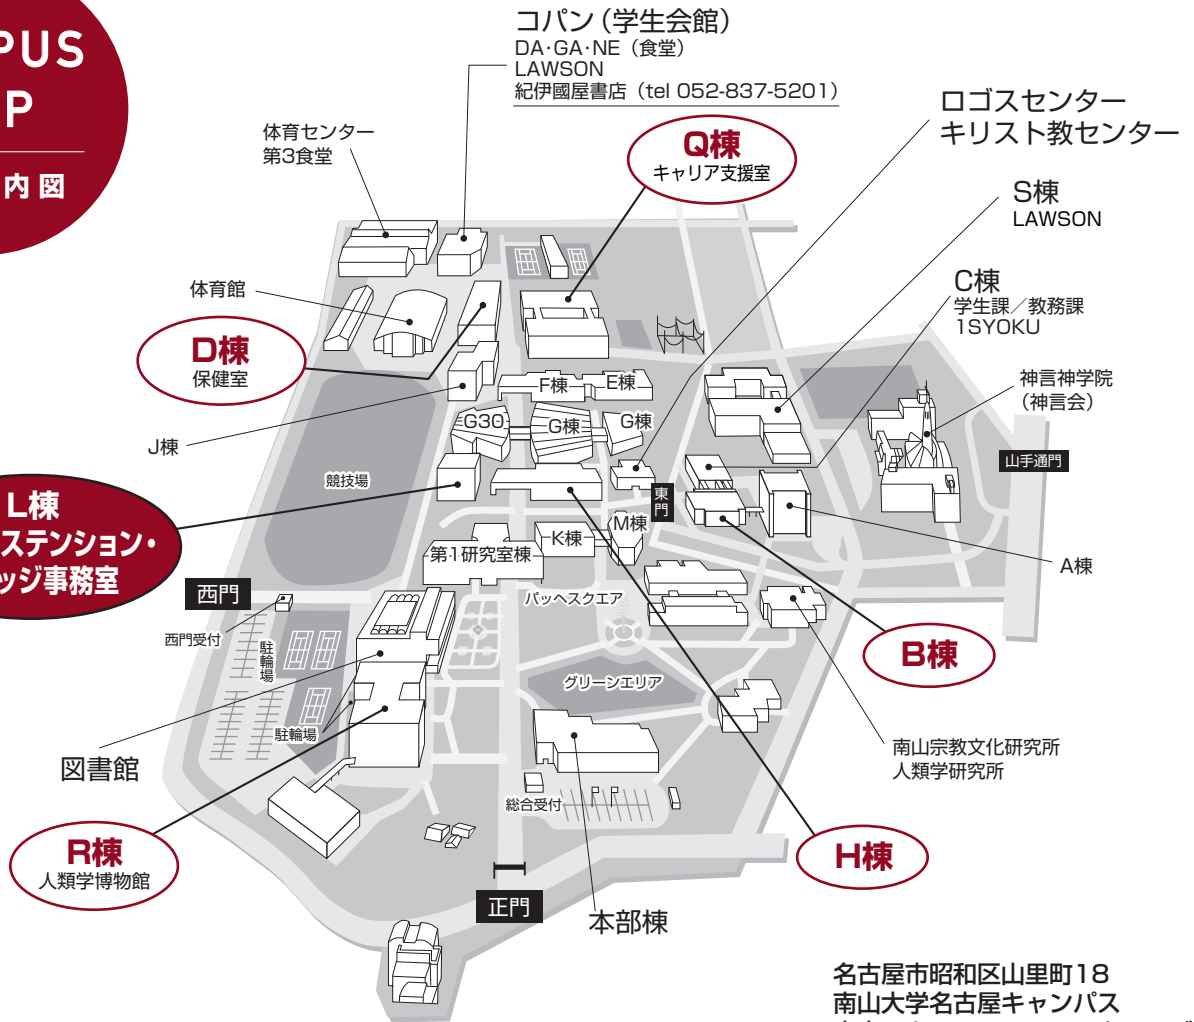 PUS
P
内図
コパン(学生会館)
DA・GA・NE(食堂)
LAWSON
紀伊國屋書店(tel 052-837-5201)
体育センター
第3食堂
Q棟
キャリア支援室
ロゴスセンター
キリスト教センター
S棟
LAWSON
C棟
学生課/教務課
1SYOKU
体育館
D棟
保健室
神言神学院
(神言会)
F棟
E棟
J棟
G30
G棟
G棟
山手通門
競技場
L棟
ステンション・
ッジ事務室
東門
M棟
K棟
第1研究室棟
A棟
西門
西門受付
駐輪場
パッヘスクエア
B棟
グリーンエリア
駐輪場
図書館
南山宗教文化研究所
人類学研究所
総合受付
R棟
人類学博物館
H棟
正門
本部棟
名古屋市昭和区山里町18
南山大学名古屋キャンパス